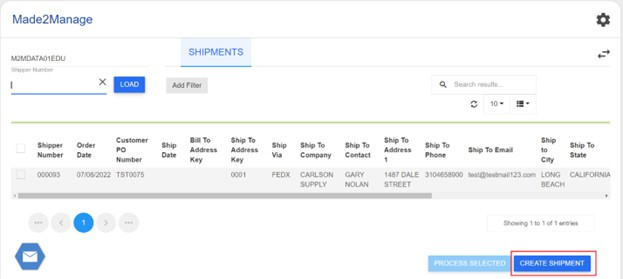 Made2Manage
M2MDATA01EDU
Shipper Number
LOAD
SHIPMENTS
Add Filter
Search results...
10
Shipper Number Order Date Customer PO Number Ship Date Bill To Address Key Ship To Address Key Ship Via Ship To Company Ship To Contact Ship To Address 1 Ship To Phone Ship To Email Ship to City Ship To State
000093 07/08/2022 TST0075 0001 FEDX CARLSON SUPPLY GARY NOLAN 1487 DALE STREET 3104658900 test@testmail123.com LONG BEACH CALIFORNIA
1
Showing 1 to 1 of 1 entries
PROCESS SELECTED
CREATE SHIPMENT